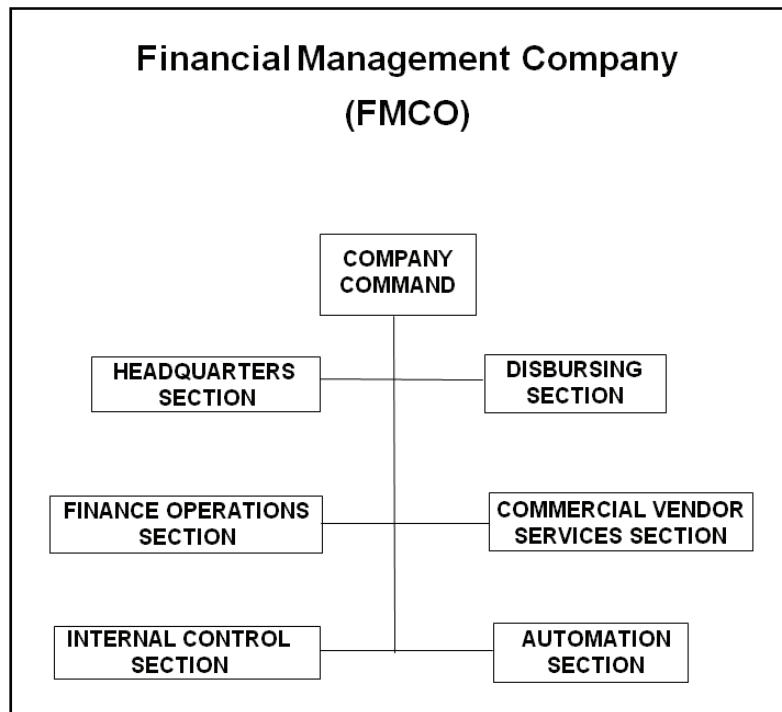 Financial Management Company
(FMCO)
COMPANY
COMMAND
HEADQUARTERS
SECTION
DISBURSING
SECTION
FINANCE OPERATIONS
SECTION
COMMERCIAL VENDOR
SERVICES SECTION
INTERNAL CONTROL
SECTION
AUTOMATION
SECTION